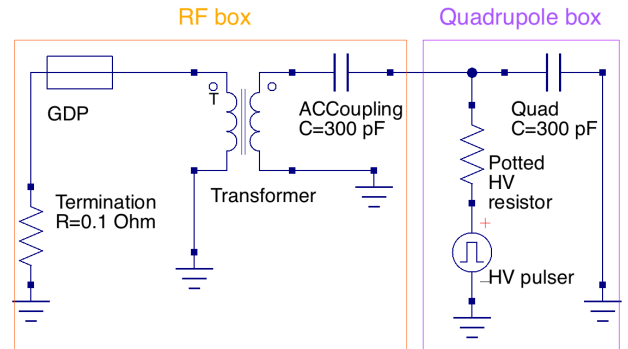 RF box
Quadrupole box
GDP
T
ACCoupling
C=300 pF
Quad
C=300 pF
Termination
R=0.1 Ohm
Transformer
Potted
HV
resistor
+
–
HV pulser